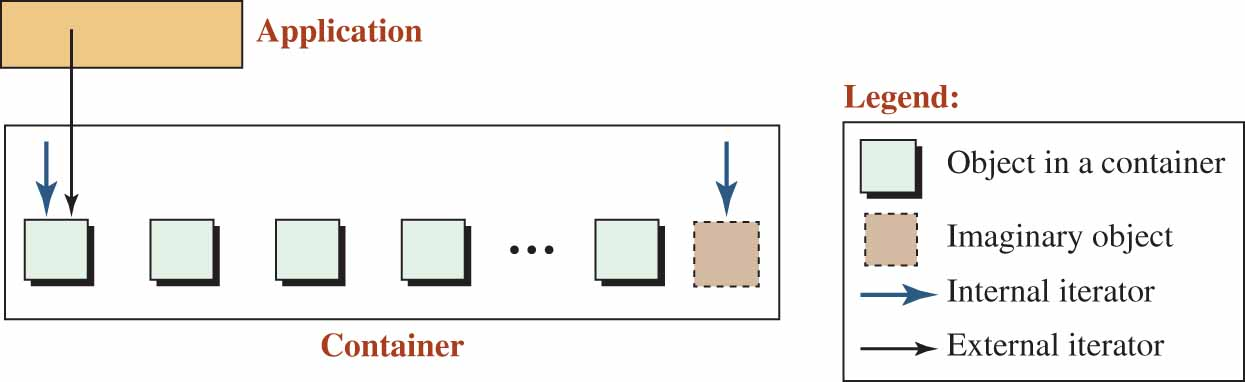 Application
Container
Legend:
Object in a container
Imaginary object
Internal iterator
External iterator